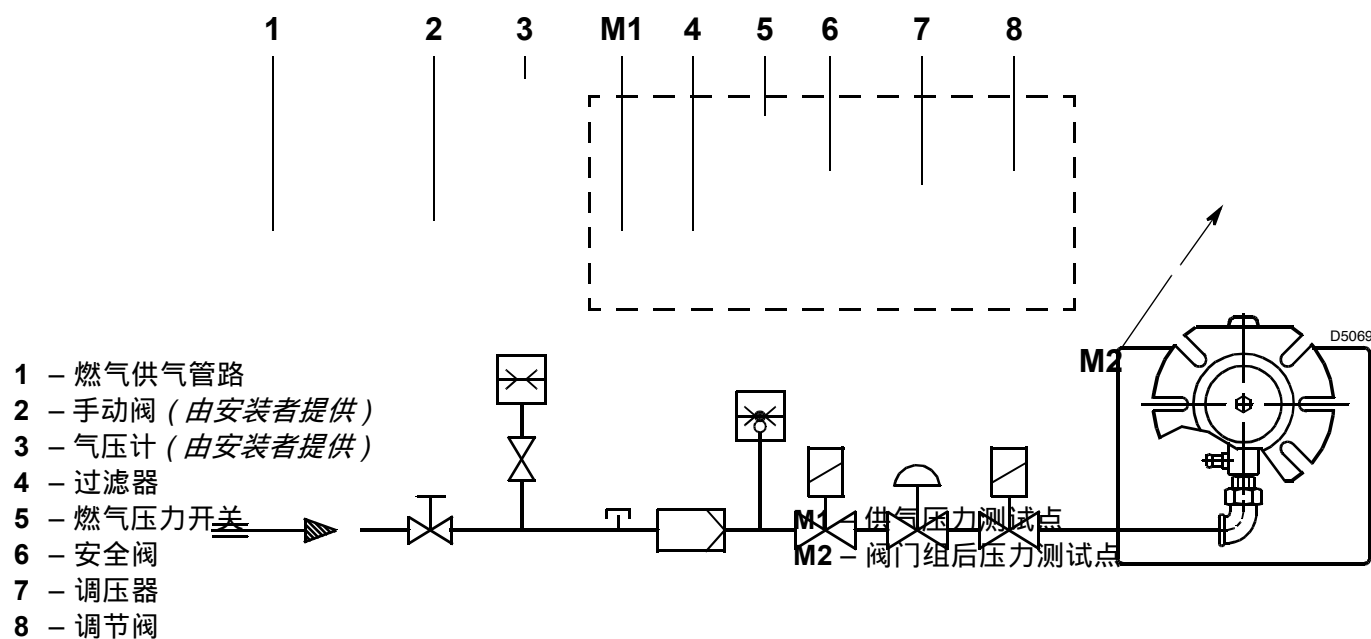 1 2 3 M1 4 5 6 7 8
D5069
M2
1 – 燃气供气管路
2 – 手动阀 ( 由安装者提供 )
3 – 气压计 ( 由安装者提供 )
4 – 过滤器
5 – 燃气压力开关
6 – 安全阀
7 – 调压器
8 – 调节阀
M1 – 供气压力测试点
M2 – 阀门组后压力测试点